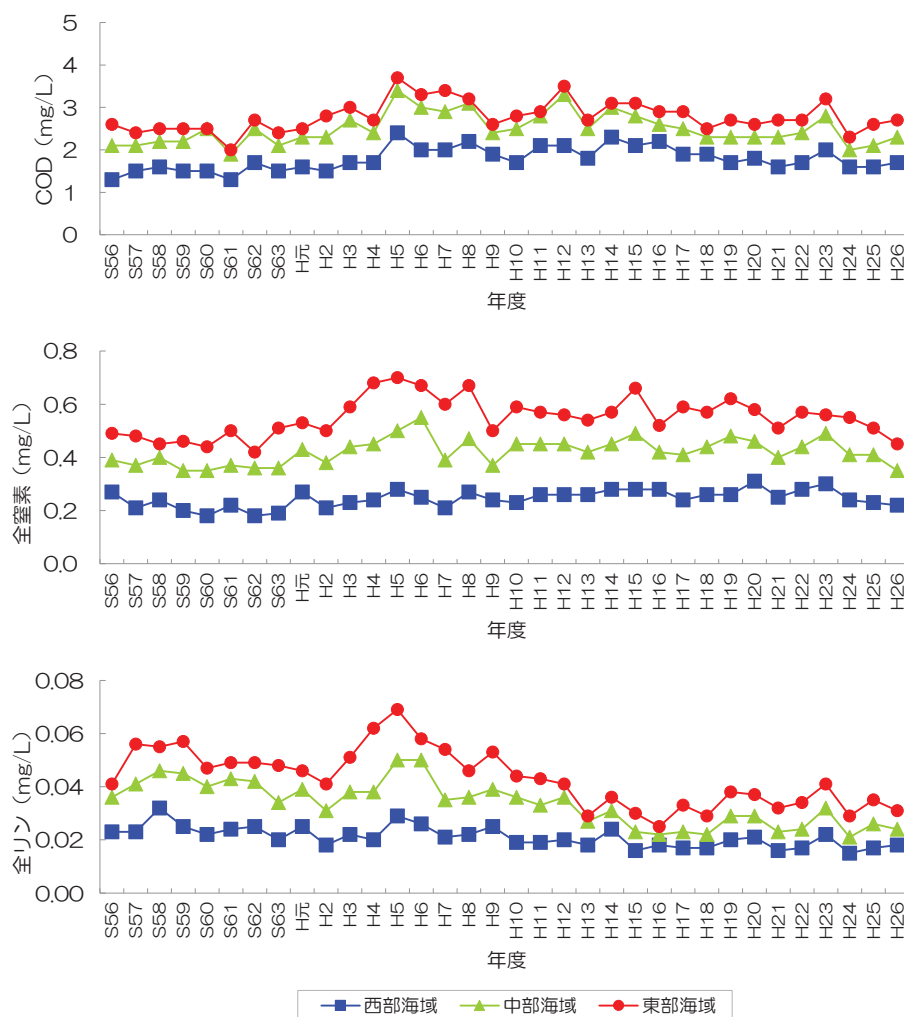 COD (mg/L)
5
4
3
2
1
0
S56 S57 S58 S59 S60 S61 S62 S63 H元 H2 H3 H4 H5 H6 H7 H8 H9 H10 H11 H12 H13 H14 H15 H16 H17 H18 H19 H20 H21 H22 H23 H24 H25 H26
年度
全窒素 (mg/L)
0.8
0.6
0.4
0.2
0.0
S56 S57 S58 S59 S60 S61 S62 S63 H元 H2 H3 H4 H5 H6 H7 H8 H9 H10 H11 H12 H13 H14 H15 H16 H17 H18 H19 H20 H21 H22 H23 H24 H25 H26
年度
全リン (mg/L)
0.08
0.06
0.04
0.02
0.00
S56 S57 S58 S59 S60 S61 S62 S63 H元 H2 H3 H4 H5 H6 H7 H8 H9 H10 H11 H12 H13 H14 H15 H16 H17 H18 H19 H20 H21 H22 H23 H24 H25 H26
年度
西部海域 中部海域 東部海域